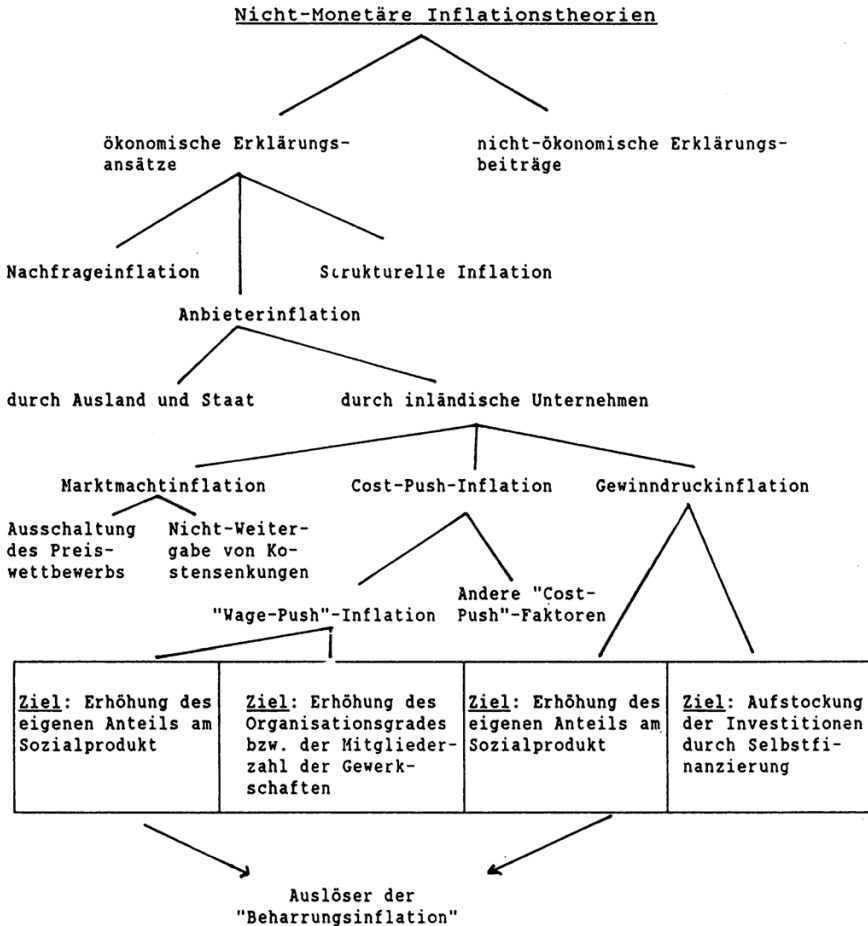 Nicht-Monetäre Inflationstheorien
ökonomische Erklärungs-
ansätze
nicht-ökonomische Erklärungs-
beiträge
Nachfrageinflation
Strukturelle Inflation
Anbieterinflation
durch Ausland und Staat
durch inländische Unternehmen
Marktmachtinflation
Cost-Push-Inflation
Gewinndruckinflation
Ausschaltung
des Preis-
wettbewerbs
Nicht-Weiter-
gabe von Ko-
stensenkungen
"Wage-Push"-Inflation
Andere "Cost-
Push"-Faktoren
Ziel: Erhöhung des
eigenen Anteils am
Sozialprodukt
Ziel: Erhöhung des
Organisationsgrades
bzw. der Mitglieder-
zahl der Gewerk-
schaften
Ziel: Erhöhung des
eigenen Anteils am
Sozialprodukt
Ziel: Aufstockung
der Investitionen
durch Selbstfi-
nanzierung
Auslöser der
"Beharrungsinflation"